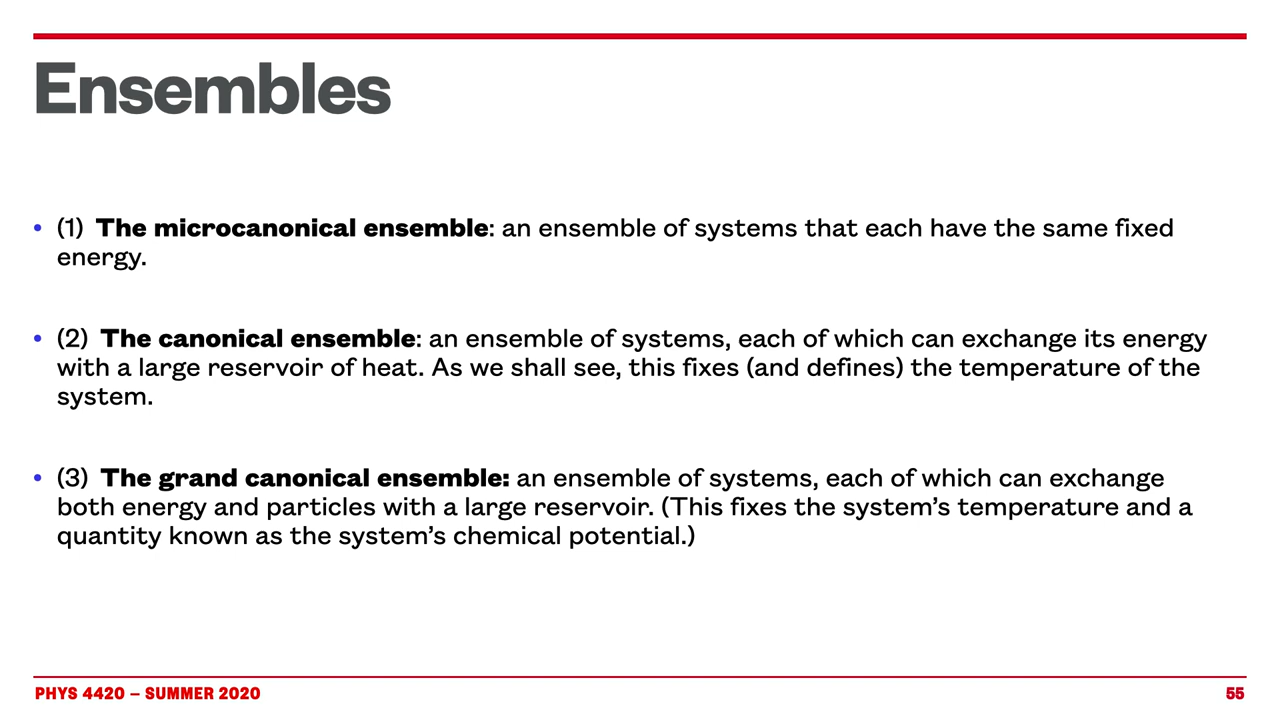 Ensembles
• (1) The microcanonical ensemble: an ensemble of systems that each have the same fixed
energy.
• (2) The canonical ensemble: an ensemble of systems, each of which can exchange its energy
with a large reservoir of heat. As we shall see, this fixes (and defines) the temperature of the
system.
• (3) The grand canonical ensemble: an ensemble of systems, each of which can exchange
both energy and particles with a large reservoir. (This fixes the system’s temperature and a
quantity known as the system’s chemical potential.)
PHYS 4420 – SUMMER 2020
55